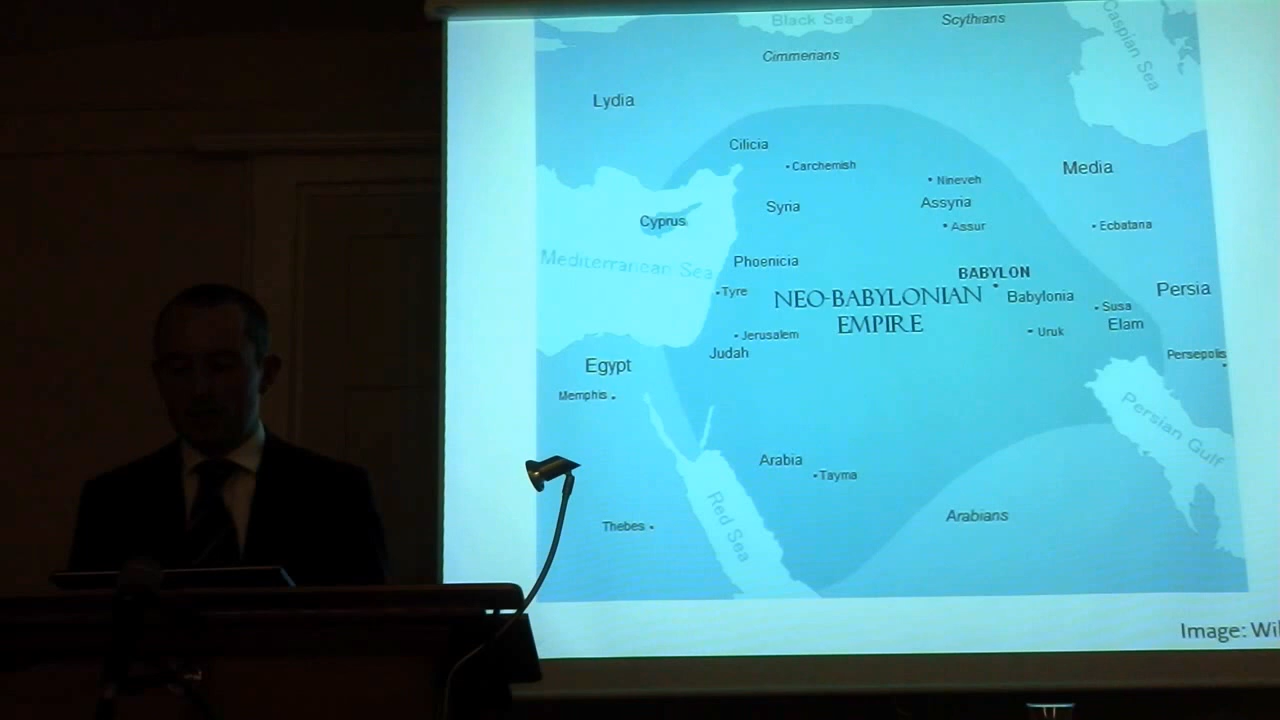 Black Sea
Scythians
Caspian Sea
Cimmerians
Lydia
Cilicia
Carchemish
Media
Nineveh
Syria
Assyria
Cyprus
Assur
Ecbatana
Mediterranean Sea
Phoenicia
BABYLON
Tyre
NEO-BABYLONIAN
EMPIRE
Babylonia
Persia
Susa
Elam
Jerusalem
Uruk
Judah
Persepolis
Egypt
Memphis
Persian Gulf
Arabia
Tayma
Red Sea
Arabians
Thebes
Image: